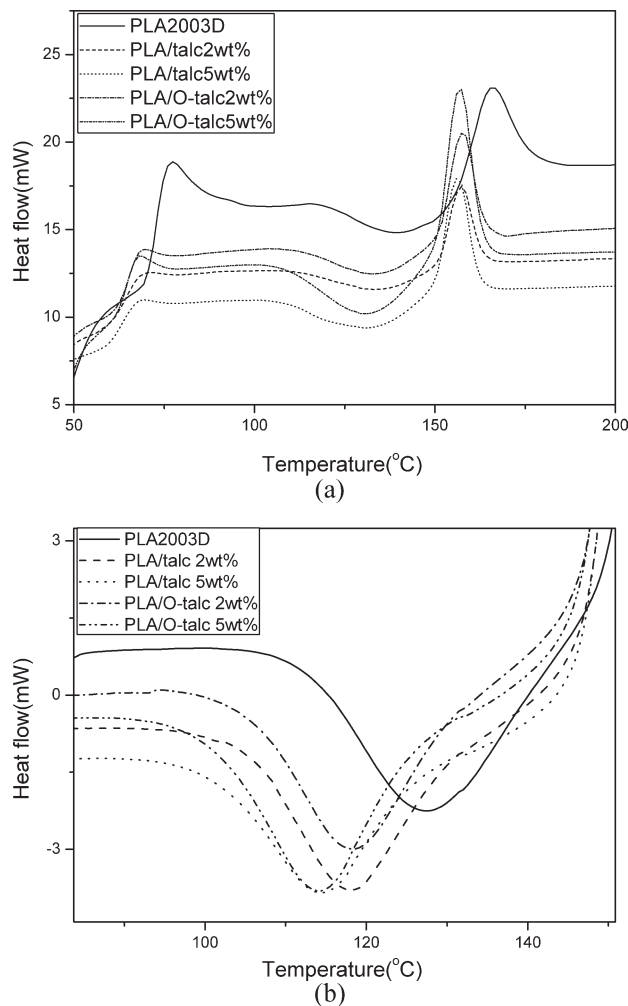 PLA2003D
PLA/talc2wt%
PLA/talc5wt%
PLA/O-talc2wt%
PLA/O-talc5wt%
25
20
15
10
5
Heat flow(mW)
50
100
150
200
Temperature(°C)
(a)
PLA2003D
PLA/talc 2wt%
PLA/talc 5wt%
PLA/O-talc 2wt%
PLA/O-talc 5wt%
3
0
-3
Heat flow(mW)
100
120
140
Temperature(°C)
(b)